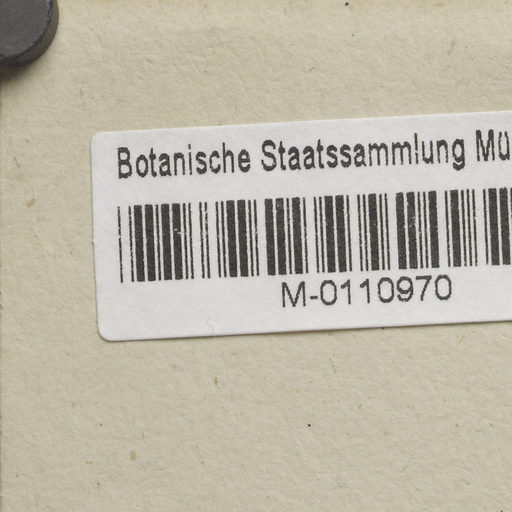 Botanische Staatssammlung Mü
M-0110970